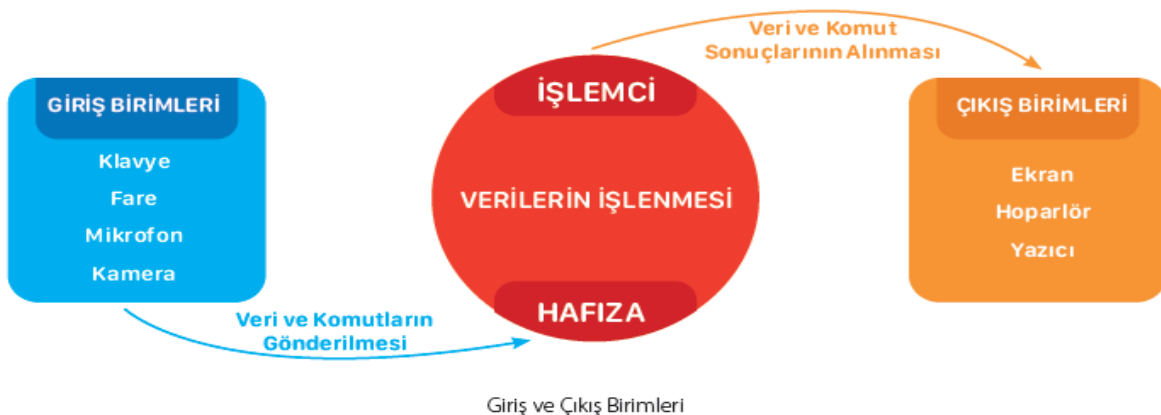 GİRİŞ BİRİMLERİ
Klavye
Fare
Mikrofon
Kamera
Veri ve Komutların
Gönderilmesi
İŞLEMCİ
VERİLERİN İŞLENMESİ
HAFIZA
Veri ve Komut
Sonuçlarının Alınması
ÇIKIŞ BİRİMLERİ
Ekran
Hoparlör
Yazıcı
Giriş ve Çıkış Birimleri